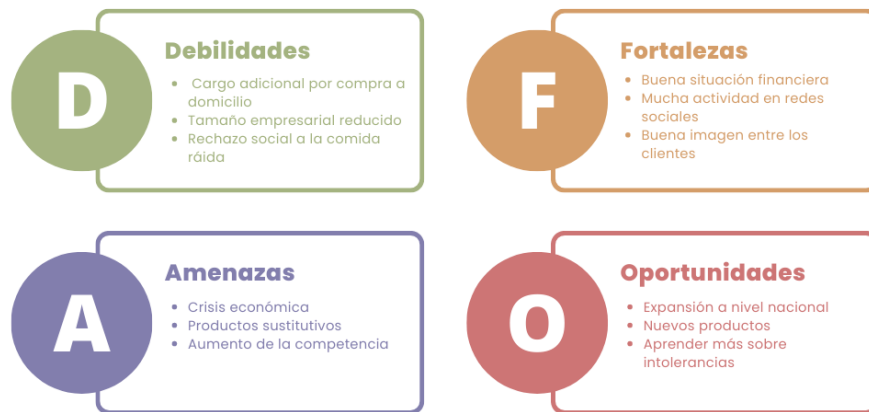 D
Debilidades
Cargo adicional por compra a
domicilio
Tamaño empresarial reducido
Rechazo social a la comida
ráida
F
Fortalezas
Buena situación financiera
Mucha actividad en redes
sociales
Buena imagen entre los
clientes
A
Amenazas
Crisis económica
Productos sustitutivos
Aumento de la competencia
O
Oportunidades
Expansión a nivel nacional
Nuevos productos
Aprender más sobre
intolerancias